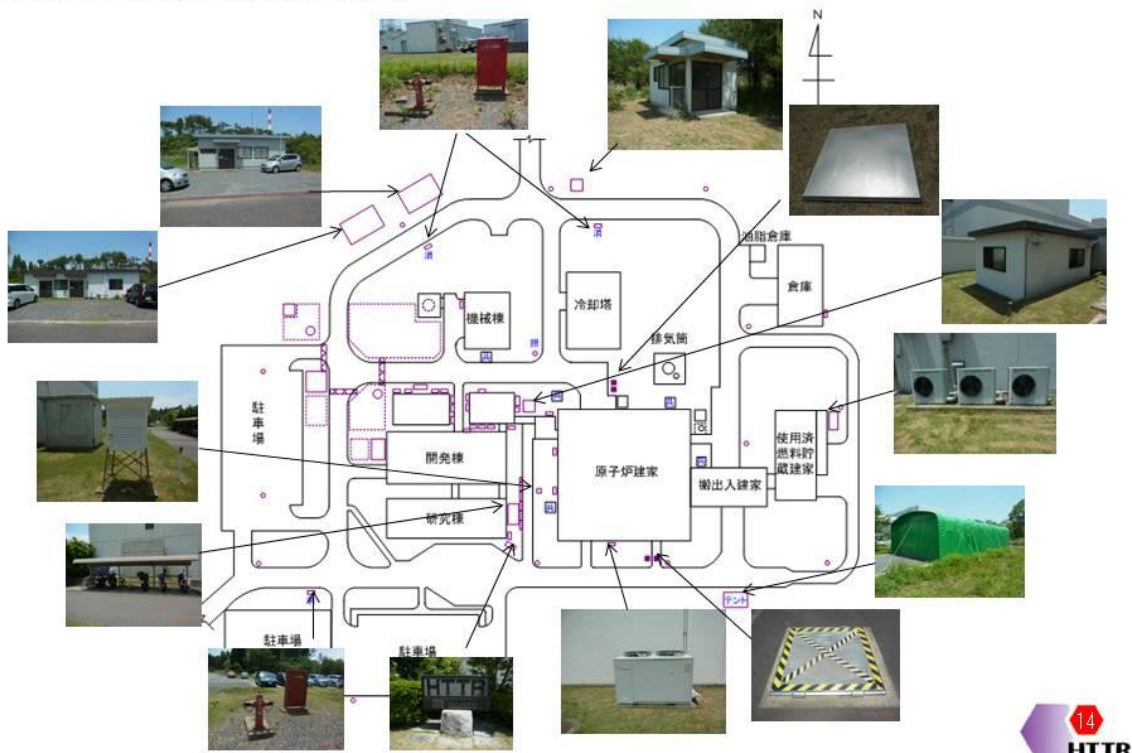 N
消
消
油脂倉庫
倉庫
冷却塔
機械棟
排気筒
駐車場
開発棟
研究棟
原子炉建家
搬出入建家
使用済
燃料貯
蔵建家
テント
駐車場
駐車場
HTTR
14
HTTR